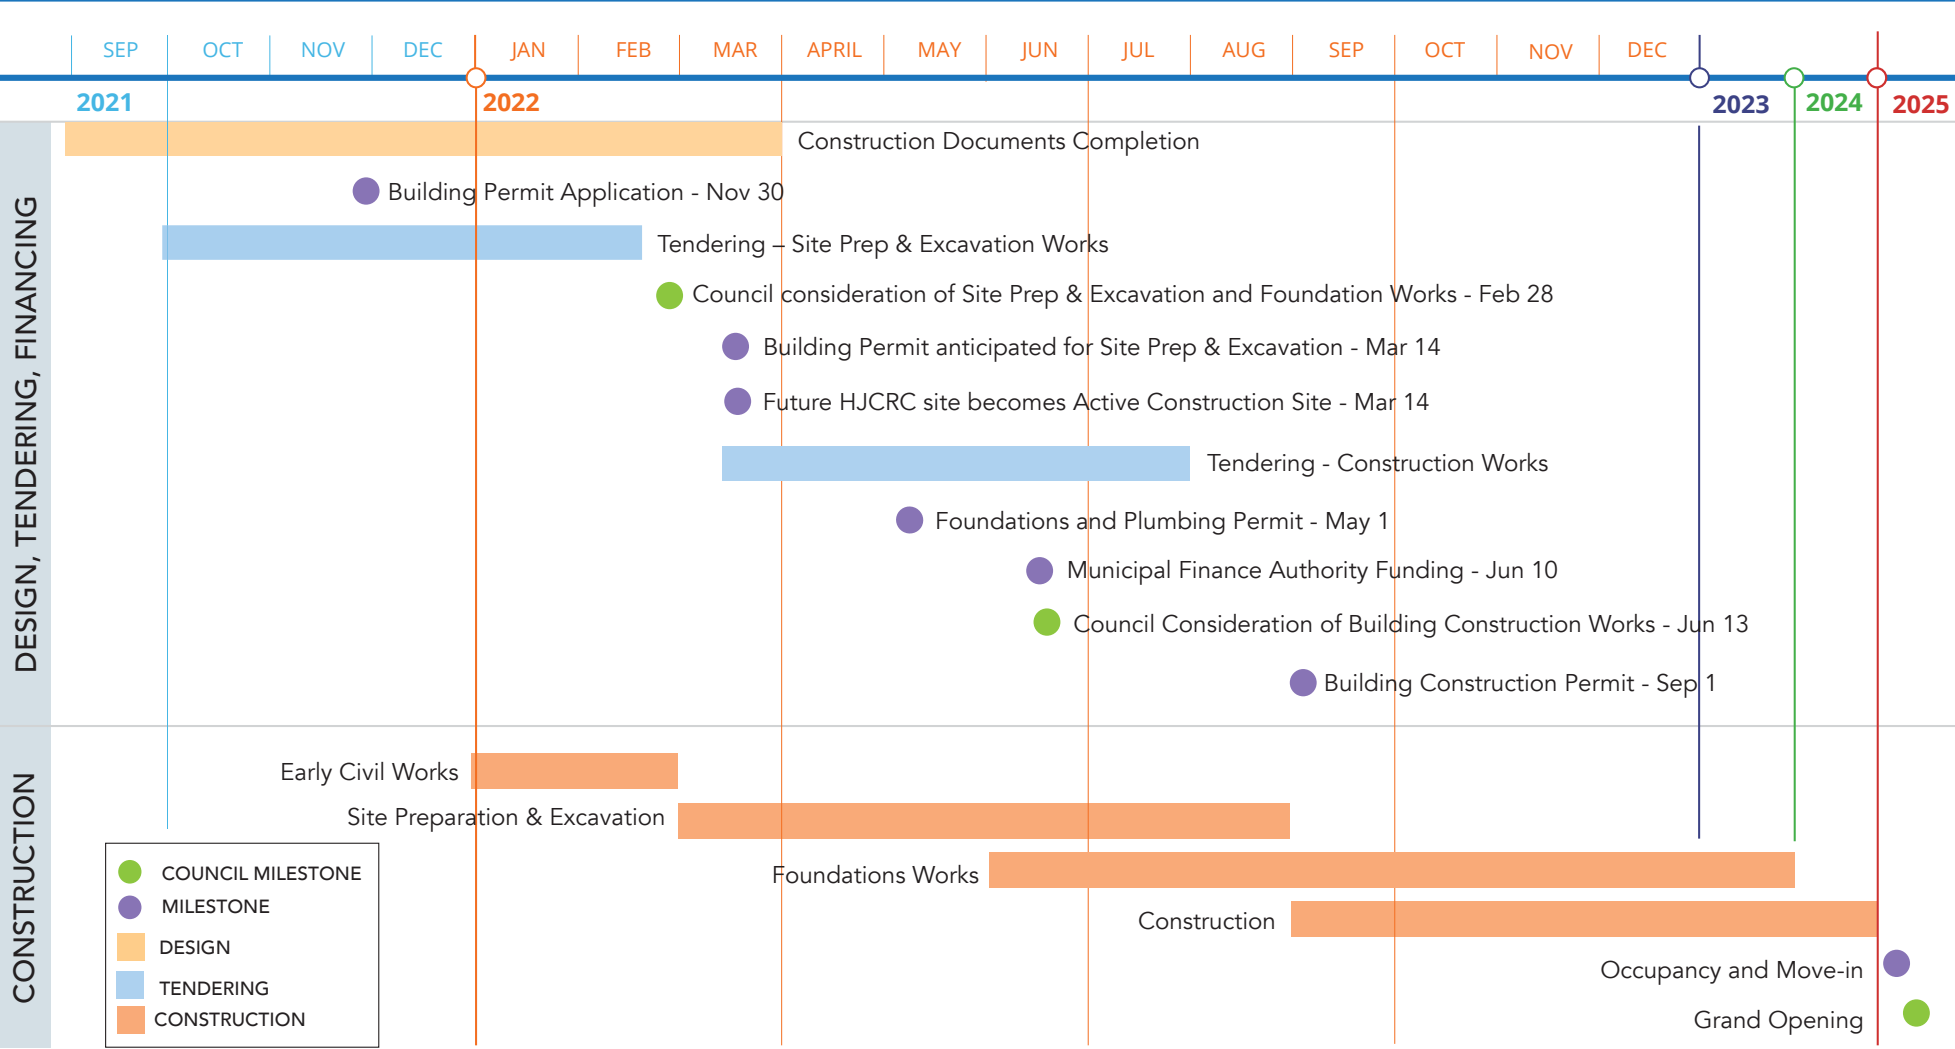 SEP OCT NOV DEC JAN FEB MAR APRIL MAY JUN JUL AUG SEP OCT NOV DEC
2021 2022 2023 2024 2025
DESIGN, TENDERING, FINANCING
Construction Documents Completion
Building Permit Application - Nov 30
Tendering – Site Prep & Excavation Works
Council consideration of Site Prep & Excavation and Foundation Works - Feb 28
Building Permit anticipated for Site Prep & Excavation - Mar 14
Future HJCRC site becomes Active Construction Site - Mar 14
Tendering - Construction Works
Foundations and Plumbing Permit - May 1
Municipal Finance Authority Funding - Jun 10
Council Consideration of Building Construction Works - Jun 13
Building Construction Permit - Sep 1
CONSTRUCTION
Early Civil Works
Site Preparation & Excavation
Foundations Works
Construction
Occupancy and Move-in
Grand Opening
COUNCIL MILESTONE
MILESTONE
DESIGN
TENDERING
CONSTRUCTION